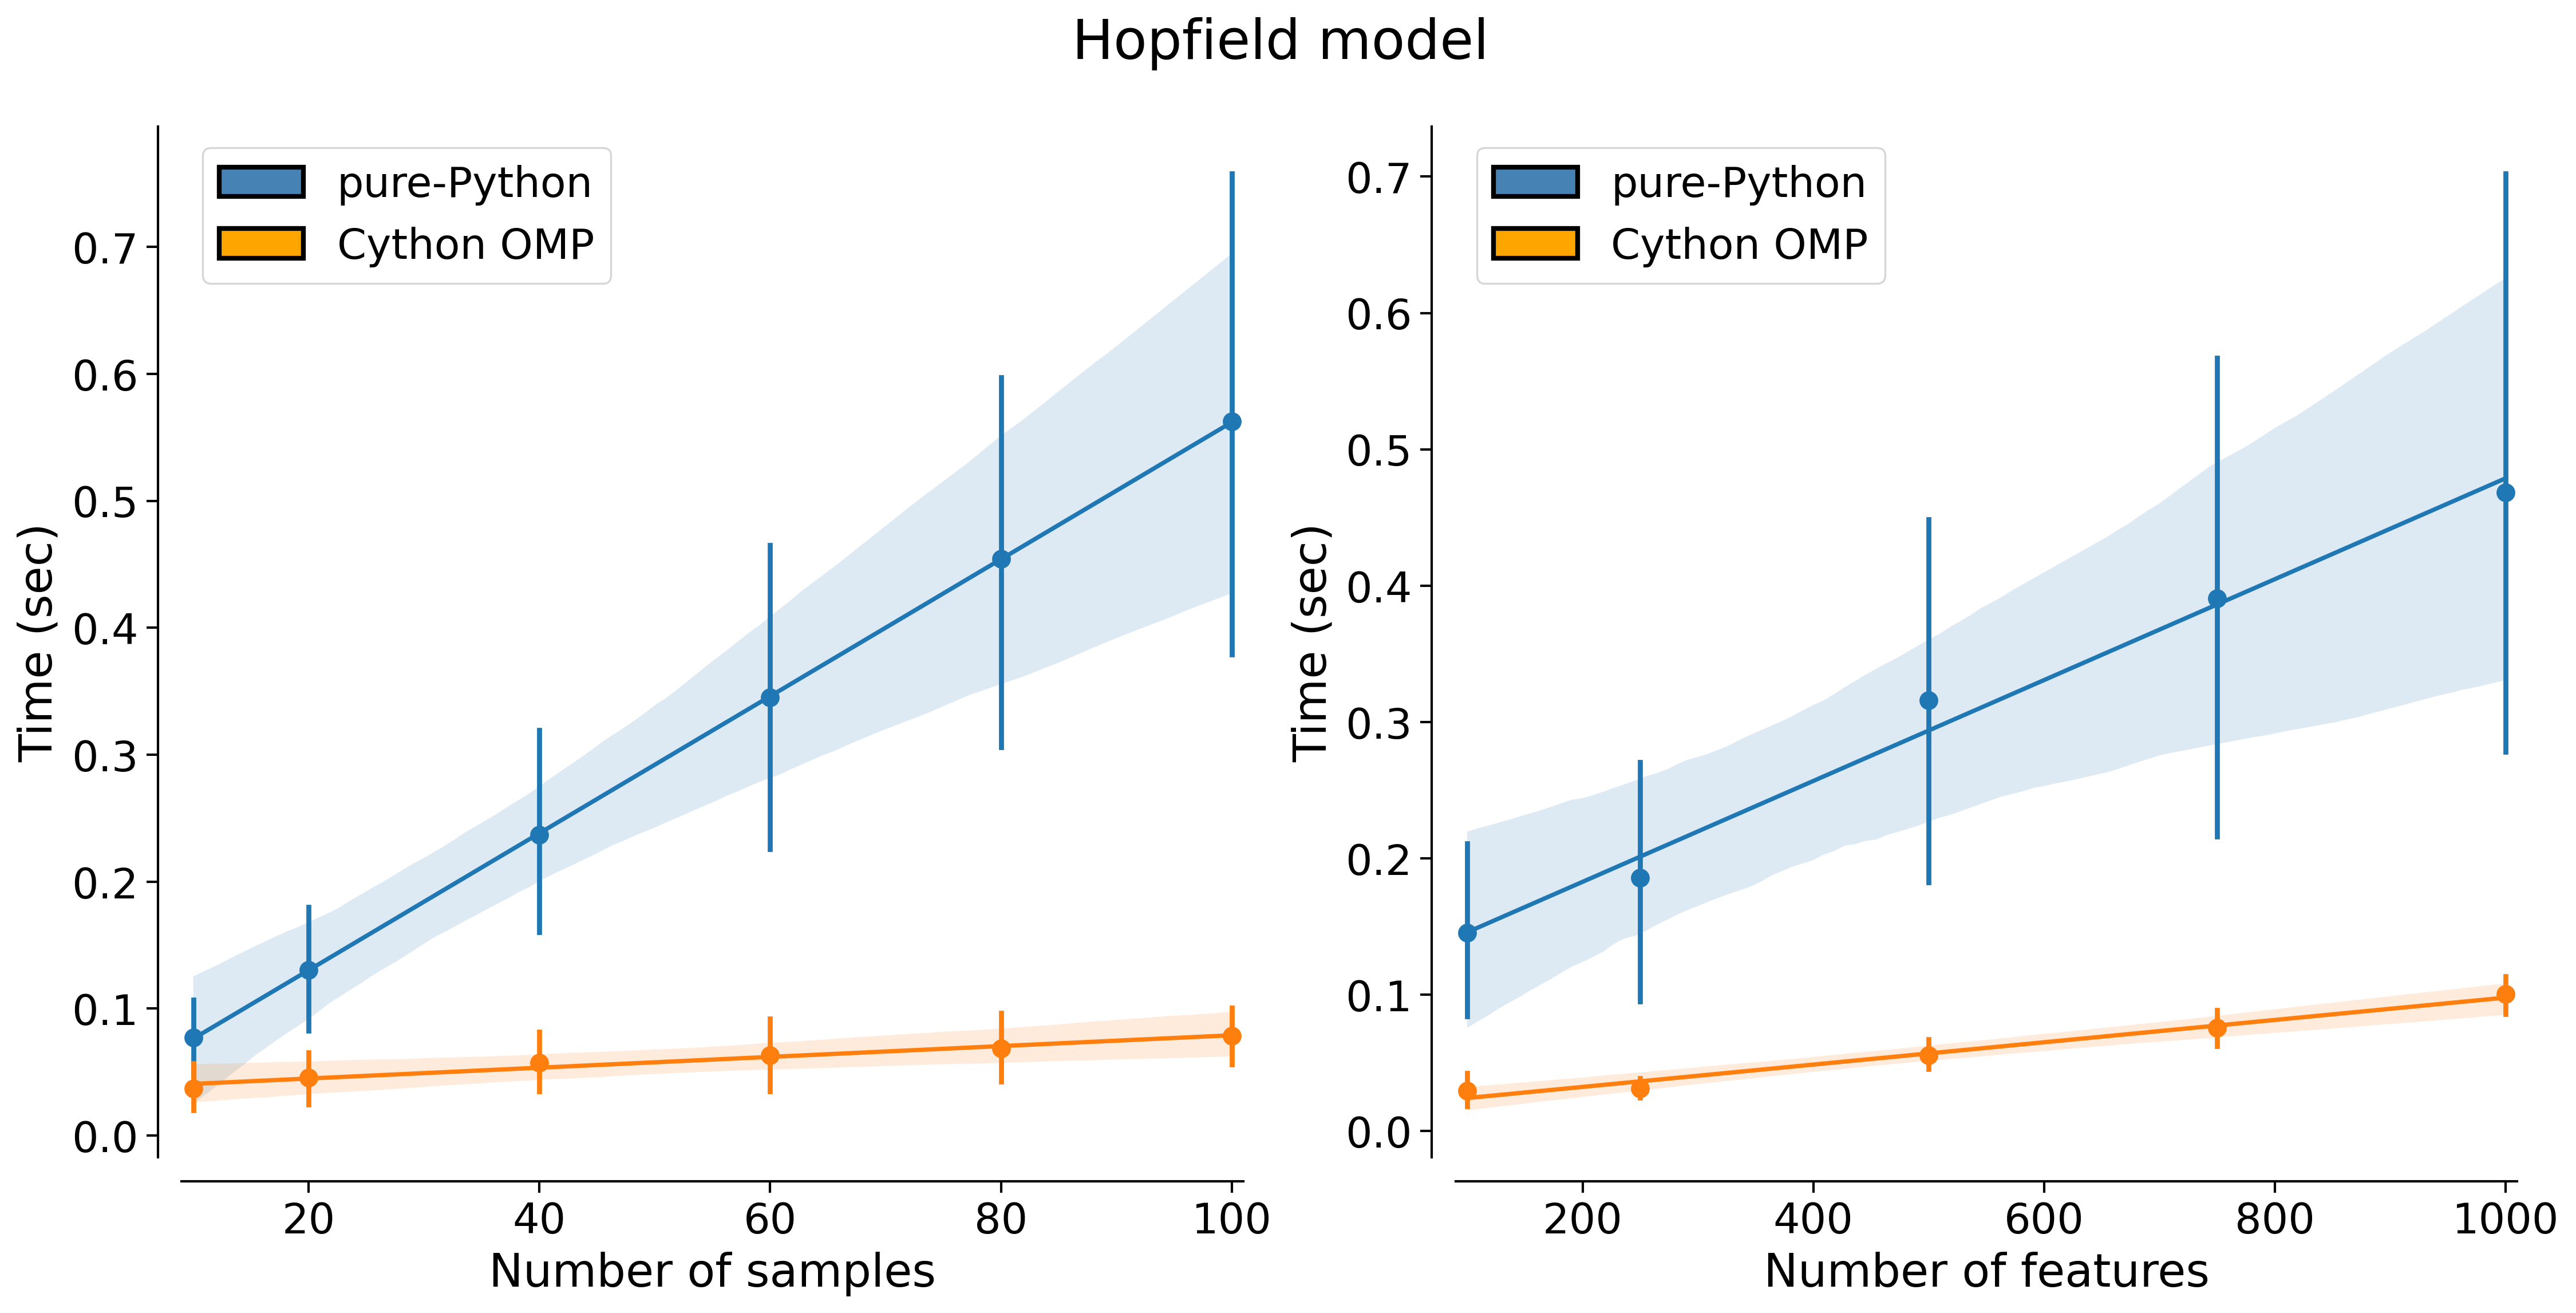 Hopfield model
pure-Python
Cython OMP
0.7
0.6
0.5
0.4
0.3
0.2
0.1
0.0
Time (sec)
20 40 60 80 100
Number of samples
pure-Python
Cython OMP
0.7
0.6
0.5
0.4
0.3
0.2
0.1
0.0
Time (sec)
200 400 600 800 1000
Number of features